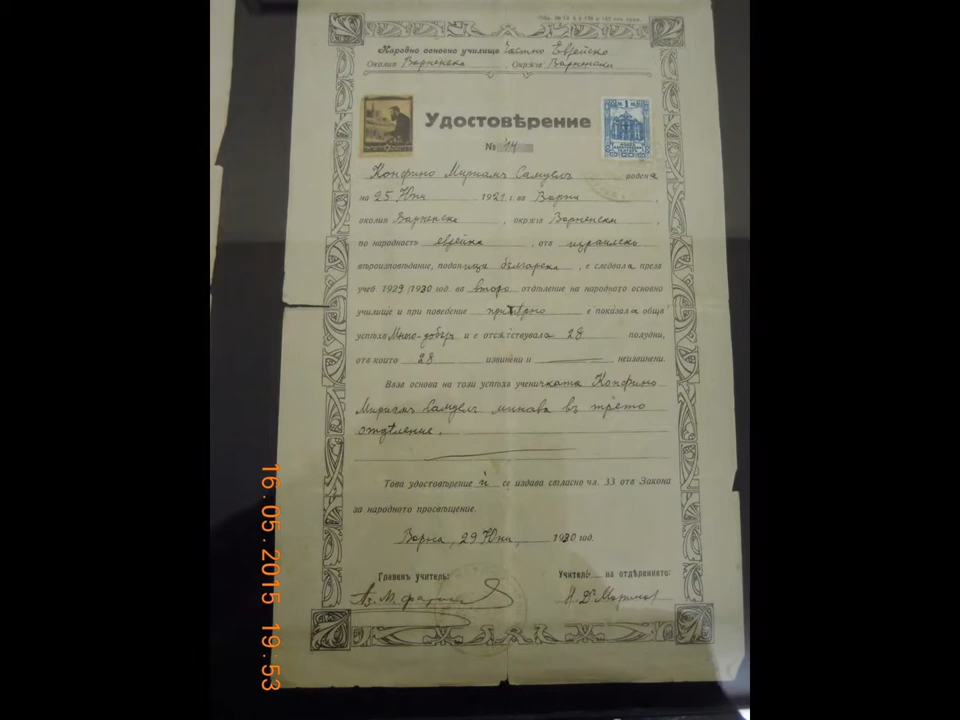 Народно основно училище Частно Еврейско
Околия Варненска, Окрѫгъ Варненски
Удостовѣрение
№ 14
Конфино Мириамъ Самуелъ родена
на 25 Юни 1921 г. въ Варна,
околия Варненска, окрѫгъ Варненски
по народность еврейка, отъ израилско
вѣроизповѣдание, поданица българска, е следвала презъ
учеб. 1929/1930 год. въ второ отдѣление на народното основно
училище и при поведение примѣрно е показала общъ
успѣхъ Много-добъръ и е отсѫтствувала 28 полудни,
отъ които 28 извинени и неизвинени.
Възъ основа на този успѣхъ ученичката Конфино
Мириамъ Самуелъ минава въ трето
отдѣление.
Това удостовѣрение ѝ се издава съгласно чл. 33 отъ Закона
за народното просвѣщение.
Варна, 29 Юни, 1930 год.
Главенъ учитель:
Учитель на отдѣлението:
16.05.2015 19:53